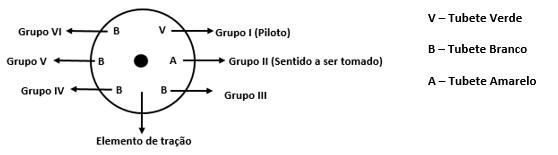 Grupo VI B V Grupo I (Piloto)
Grupo V B A Grupo II (Sentido a ser tomado)
Grupo IV B B Grupo III
Elemento de tração
V – Tubete Verde
B – Tubete Branco
A – Tubete Amarelo